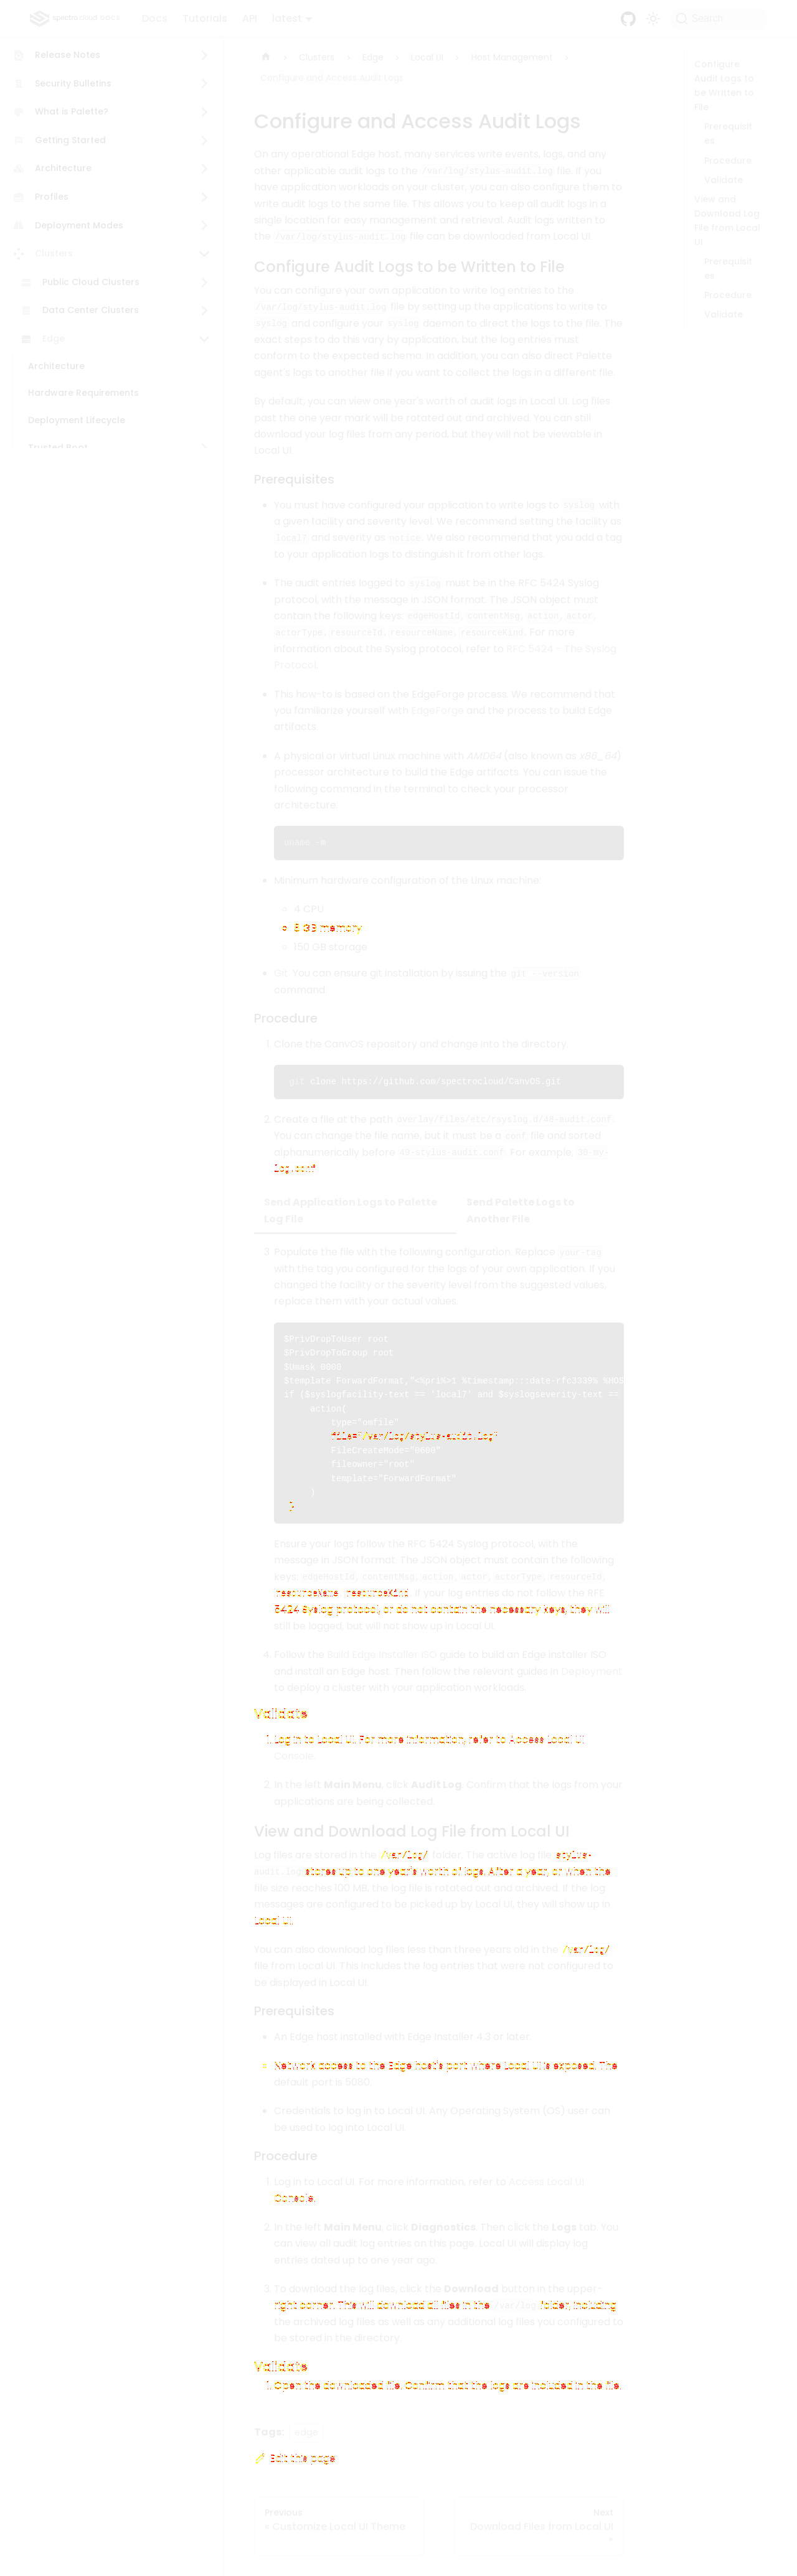 spectrocloud DOCS
Docs
Tutorials
API
latest
Search
Release Notes
Security Bulletins
What is Palette?
Getting Started
Architecture
Profiles
Deployment Modes
Clusters
Public Cloud Clusters
Data Center Clusters
Edge
Architecture
Hardware Requirements
Deployment Lifecycle
Trusted Boot
Clusters
Edge
Local UI
Host Management
Configure and Access Audit Logs
Configure and Access Audit Logs
On any operational Edge host, many services write events, logs, and any
other applicable audit logs to the /var/log/stylus-audit.log file. If you
have application workloads on your cluster, you can also configure them to
write audit logs to the same file. This allows you to keep all audit logs in a
single location for easy management and retrieval. Audit logs written to
the /var/log/stylus-audit.log file can be downloaded from Local UI.
Configure Audit Logs to be Written to File
You can configure your own application to write log entries to the
/var/log/stylus-audit.log file by setting up the applications to write to
syslog and configure your syslog daemon to direct the logs to the file. The
exact steps to do this vary by application, but the log entries must
conform to the expected schema. In addition, you can also direct Palette
agent's logs to another file if you want to collect the logs in a different file.
By default, you can view one year's worth of audit logs in Local UI. Log files
past the one year mark will be rotated out and archived. You can still
download your log files from any period, but they will not be viewable in
Local UI.
Prerequisites
You must have configured your application to write logs to syslog with
a given facility and severity level. We recommend setting the facility as
local7 and severity as notice. We also recommend that you add a tag
to your application logs to distinguish it from other logs.
The audit entries logged to syslog must be in the RFC 5424 Syslog
protocol, with the message in JSON format. The JSON object must
contain the following keys: edgeHostId, contentMsg, action, actor,
actorType, resourceId, resourceName, resourceKind. For more
information about the Syslog protocol, refer to RFC 5424 - The Syslog
Protocol.
This how-to is based on the EdgeForge process. We recommend that
you familiarize yourself with EdgeForge and the process to build Edge
artifacts.
A physical or virtual Linux machine with AMD64 (also known as x86_64)
processor architecture to build the Edge artifacts. You can issue the
following command in the terminal to check your processor
architecture.
uname -m
Minimum hardware configuration of the Linux machine:
4 CPU
8 GB memory
150 GB storage
Git. You can ensure git installation by issuing the git --version
command.
Procedure
1. Clone the CanvOS repository and change into the directory.
git clone https://github.com/spectrocloud/CanvOS.git
2. Create a file at the path overlay/files/etc/rsyslog.d/48-audit.conf.
You can change the file name, but it must be a conf file and sorted
alphanumerically before 49-stylus-audit.conf. For example, 30-my-
log.conf
Send Application Logs to Palette
Log File
Send Palette Logs to
Another File
3. Populate the file with the following configuration. Replace your-tag
with the tag you configured for the logs of your own application. If you
changed the facility or the severity level from the suggested values,
replace them with your actual values.
$PrivDropToUser root
$PrivDropToGroup root
$Umask 0000
$template ForwardFormat,"<%pri%>1 %timestamp:::date-rfc3339% %HOS
if ($syslogfacility-text == 'local7' and $syslogseverity-text ==
action(
type="omfile"
file="/var/log/stylus-audit.log"
FileCreateMode="0600"
fileowner="root"
template="ForwardFormat"
)
}
Ensure your logs follow the RFC 5424 Syslog protocol, with the
message in JSON format. The JSON object must contain the following
keys: edgeHostId, contentMsg, action, actor, actorType, resourceId,
resourceName, resourceKind. If your log entries do not follow the RFC
5424 Syslog protocol, or do not contain the necessary keys, they will
still be logged, but will not show up in Local UI.
4. Follow the Build Edge Installer ISO guide to build an Edge Installer ISO
and install an Edge host. Then follow the relevant guides in Deployment
to deploy a cluster with your application workloads.
Validate
1. Log in to Local UI. For more information, refer to Access Local UI
Console.
2. In the left Main Menu, click Audit Log. Confirm that the logs from your
applications are being collected.
View and Download Log File from Local UI
Log files are stored in the /var/log/ folder. The active log file stylus-
audit.log stores up to one year's worth of logs. After a year, or when the
file size reaches 100 MB, the log file is rotated out and archived. If the log
messages are configured to be picked up by Local UI, they will show up in
Local UI.
You can also download log files less than three years old in the /var/log/
file from Local UI. The includes the log entries that were not configured to
be displayed in Local UI.
Prerequisites
An Edge host installed with Edge Installer 4.3 or later.
Network access to the Edge host's port where Local UI is exposed. The
default port is 5080.
Credentials to log in to Local UI. Any Operating System (OS) user can
be used to log into Local UI.
Procedure
1. Log in to Local UI. For more information, refer to Access Local UI
Console.
2. In the left Main Menu, click Diagnostics. Then click the Logs tab. You
can view all audit log entries on this page. Local UI will display log
entries dated up to one year ago.
3. To download the log files, click the Download button in the upper-
right corner. This will download all files in the /var/log folder, including
the archived log files as well as any additional log files you configured to
be stored in the directory.
Validate
1. Open the downloaded file. Confirm that the logs are included in the file.
Tags: edge
Edit this page
Previous
« Customize Local UI Theme
Next
Download Files from Local UI
»
Configure
Audit Logs to
be Written to
File
Prerequisit
es
Procedure
Validate
View and
Download Log
File from Local
UI
Prerequisit
es
Procedure
Validate